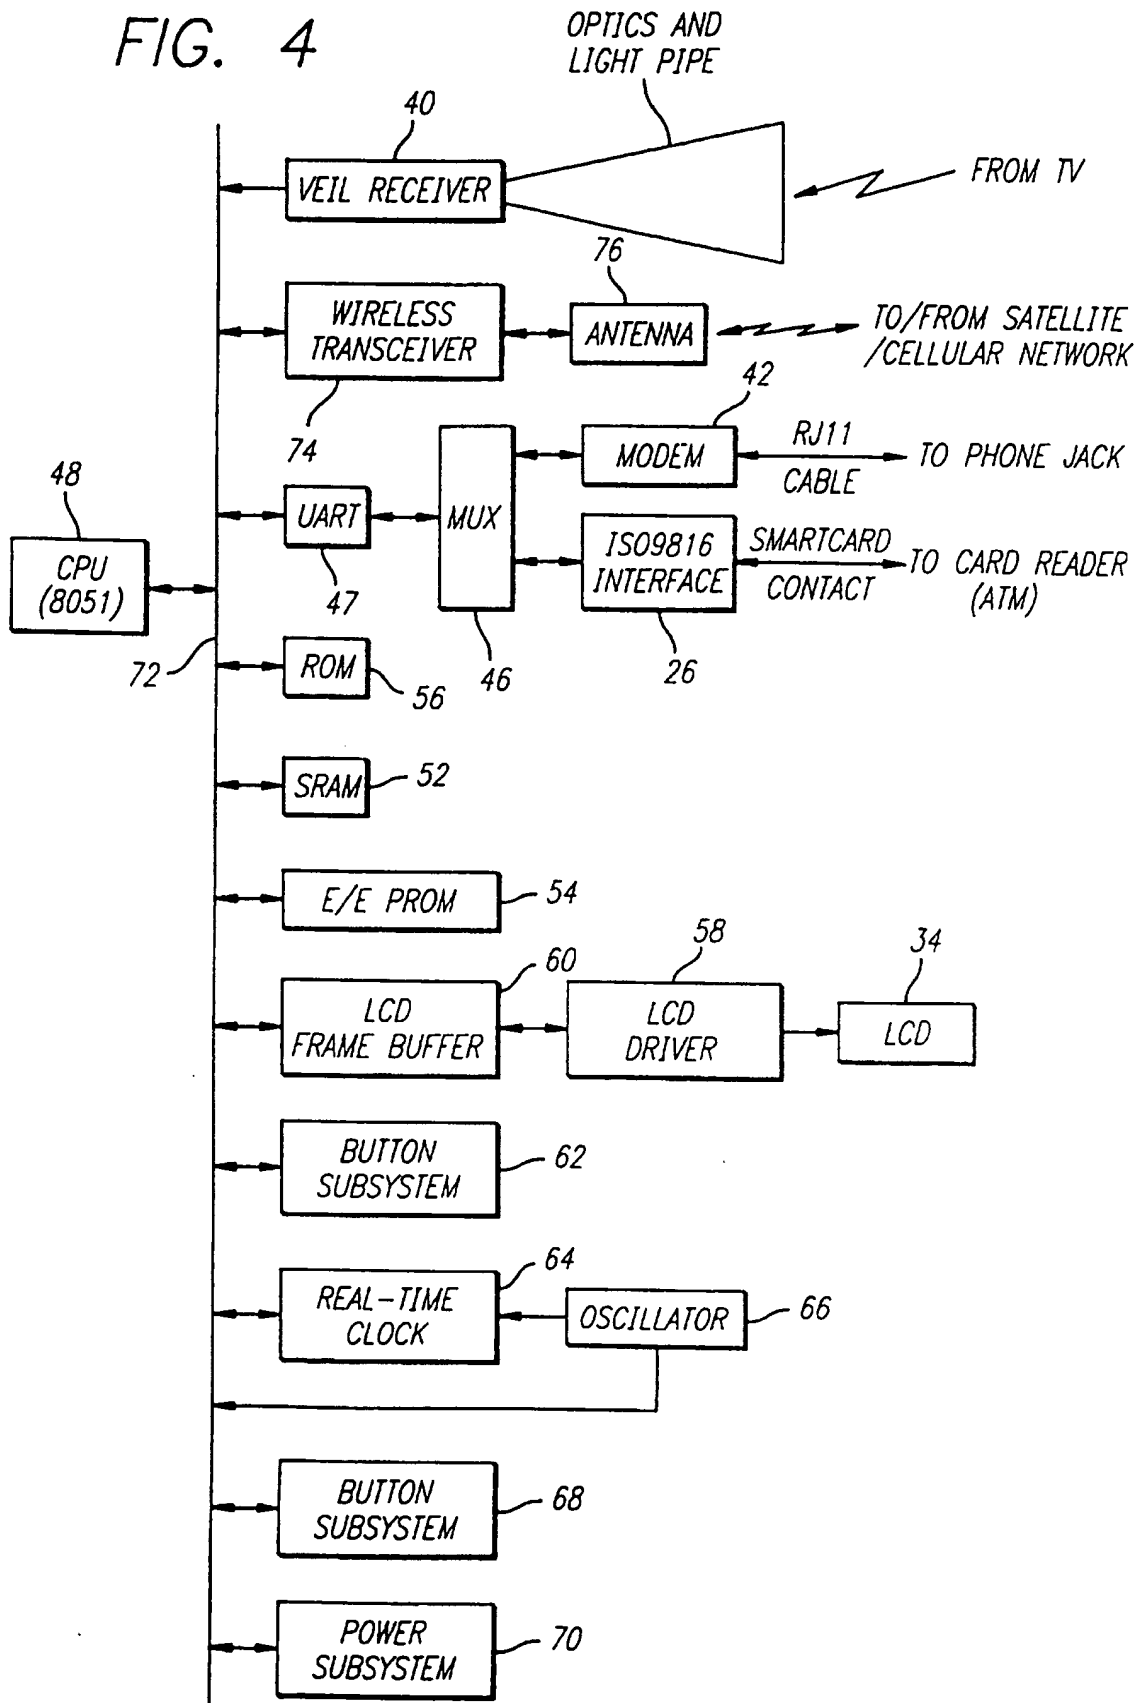 FIG. 4
OPTICS AND
LIGHT PIPE
40
VEIL RECEIVER
FROM TV
76
WIRELESS
TRANSCEIVER
ANTENNA
TO/FROM SATELLITE
/CELLULAR NETWORK
74
42
MODEM
RJ11
CABLE
TO PHONE JACK
48
CPU
(8051)
UART
47
MUX
46
ISO9816
INTERFACE
26
SMARTCARD
CONTACT
TO CARD READER
(ATM)
72
ROM
56
SRAM
52
E/E PROM
54
60
LCD
FRAME BUFFER
58
LCD
DRIVER
34
LCD
BUTTON
SUBSYSTEM
62
64
REAL-TIME
CLOCK
OSCILLATOR
66
BUTTON
SUBSYSTEM
68
POWER
SUBSYSTEM
70